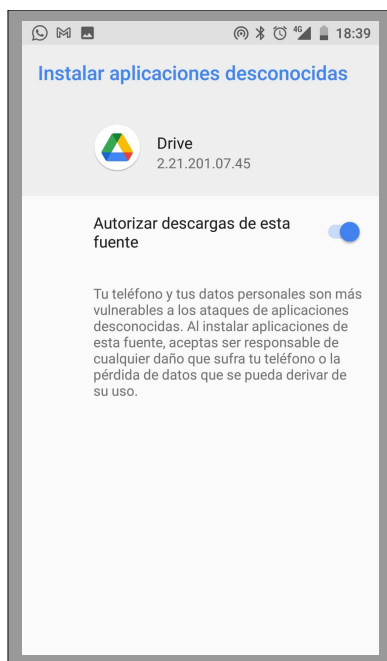 4G 18:39
Instalar aplicaciones desconocidas
Drive
2.21.201.07.45
Autorizar descargas de esta
fuente
Tu teléfono y tus datos personales son más
vulnerables a los ataques de aplicaciones
desconocidas. Al instalar aplicaciones de
esta fuente, aceptas ser responsable de
cualquier daño que sufra tu teléfono o la
pérdida de datos que se pueda derivar de
su uso.